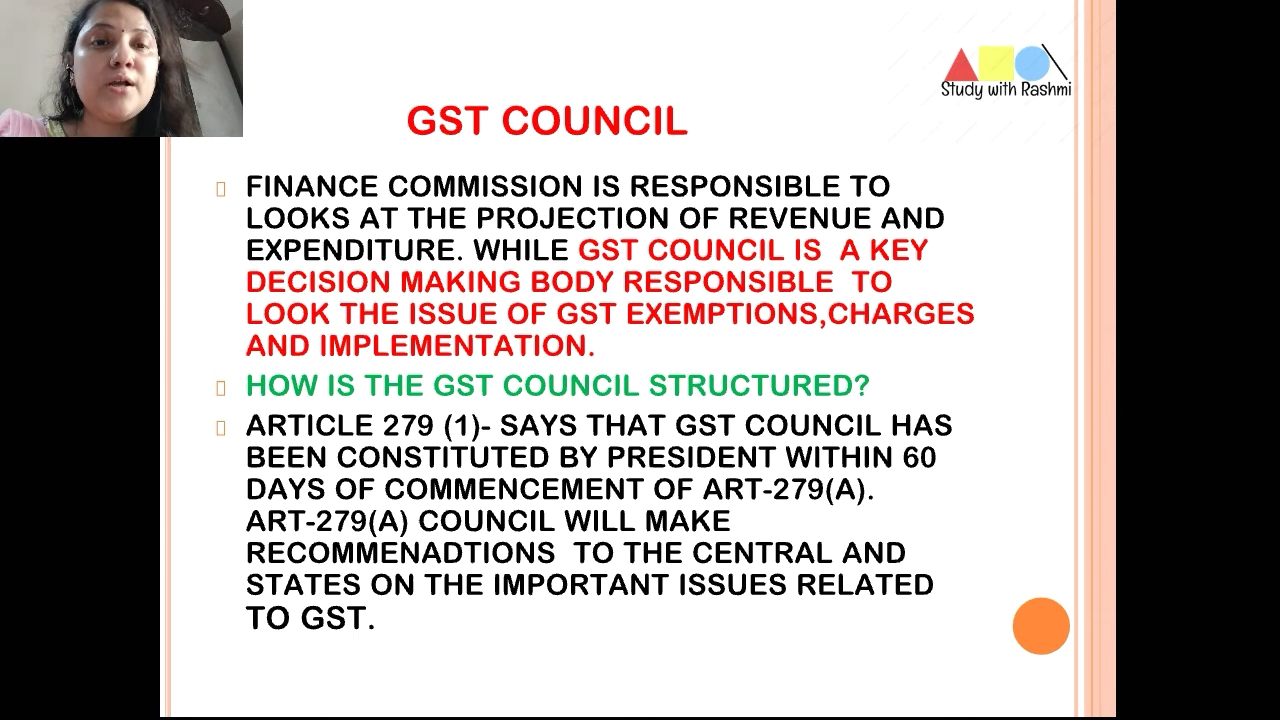 Study with Rashmi
GST COUNCIL
FINANCE COMMISSION IS RESPONSIBLE TO
LOOKS AT THE PROJECTION OF REVENUE AND
EXPENDITURE. WHILE GST COUNCIL IS A KEY
DECISION MAKING BODY RESPONSIBLE TO
LOOK THE ISSUE OF GST EXEMPTIONS,CHARGES
AND IMPLEMENTATION.
HOW IS THE GST COUNCIL STRUCTURED?
ARTICLE 279 (1)- SAYS THAT GST COUNCIL HAS
BEEN CONSTITUTED BY PRESIDENT WITHIN 60
DAYS OF COMMENCEMENT OF ART-279(A).
ART-279(A) COUNCIL WILL MAKE
RECOMMENADTIONS TO THE CENTRAL AND
STATES ON THE IMPORTANT ISSUES RELATED
TO GST.